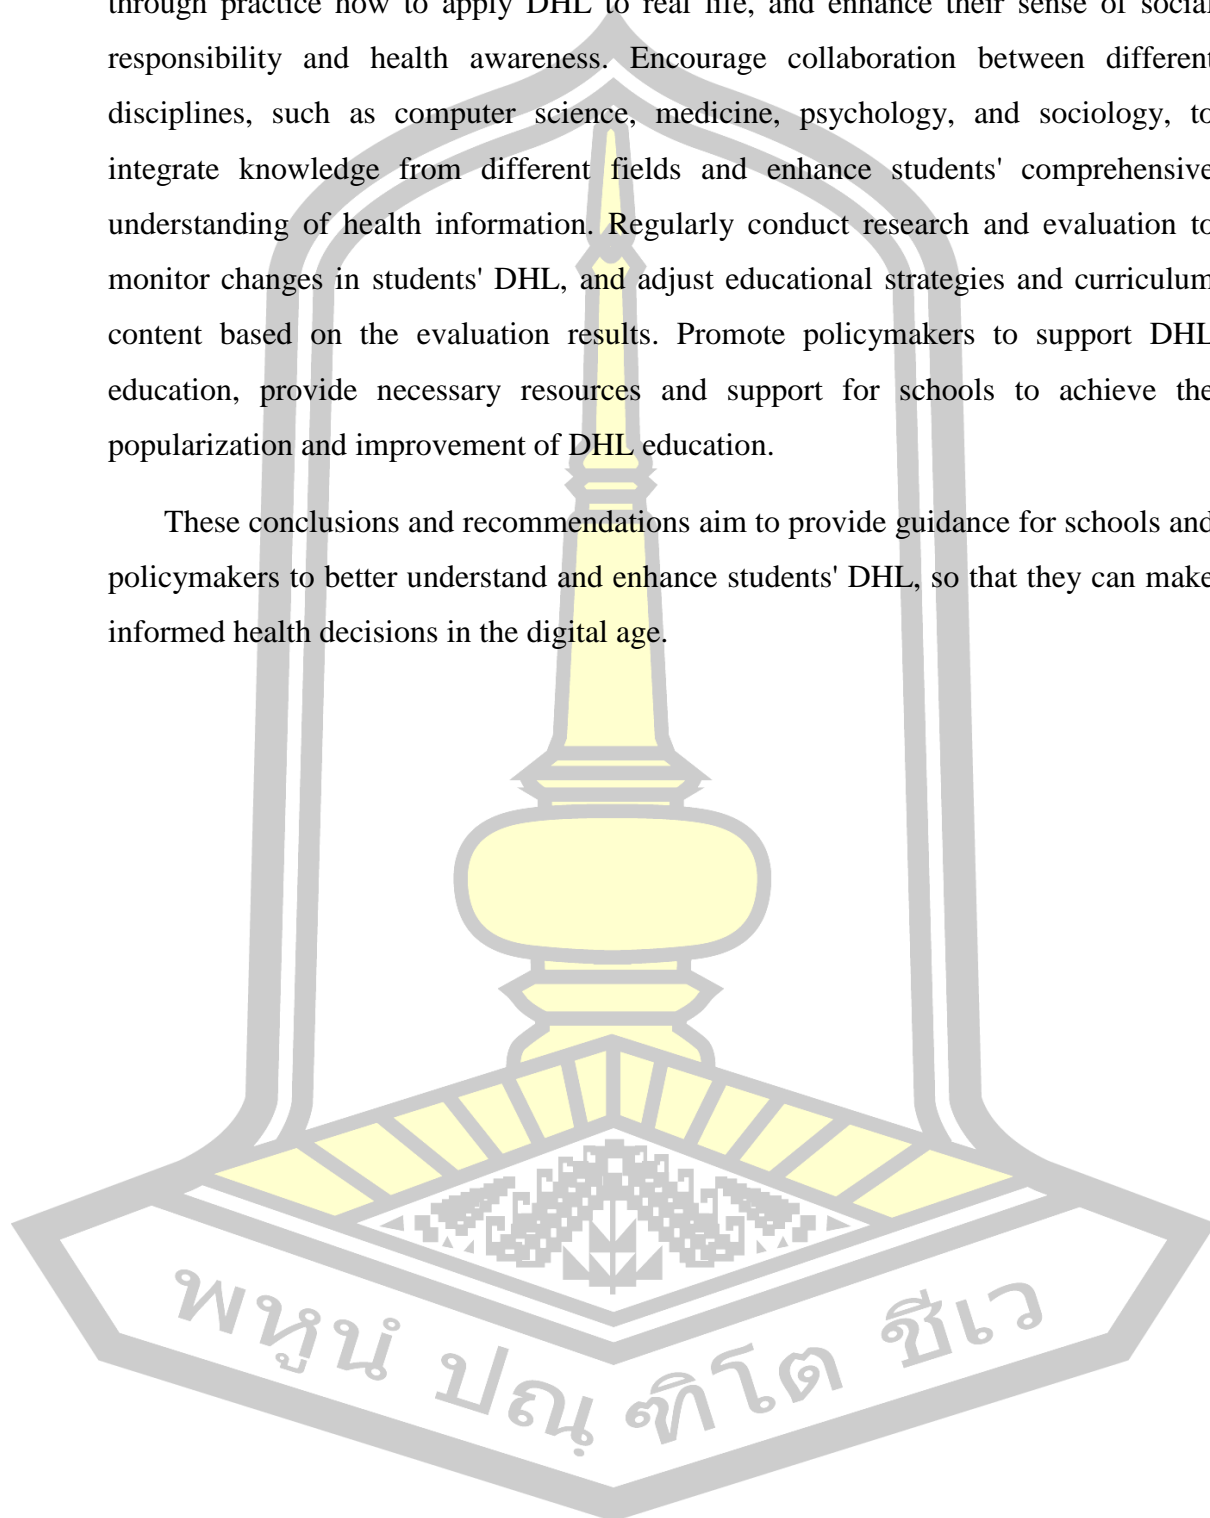 through practice how to apply DHL to real life, and enhance their sense of social
responsibility and health awareness. Encourage collaboration between different
disciplines, such as computer science, medicine, psychology, and sociology, to
integrate knowledge from different fields and enhance students' comprehensive
understanding of health information. Regularly conduct research and evaluation to
monitor changes in students' DHL, and adjust educational strategies and curriculum
content based on the evaluation results. Promote policymakers to support DHL
education, provide necessary resources and support for schools to achieve the
popularization and improvement of DHL education.
These conclusions and recommendations aim to provide guidance for schools and
policymakers to better understand and enhance students' DHL, so that they can make
informed health decisions in the digital age.
พหูนํ ปณฺฑิโต ชีเว